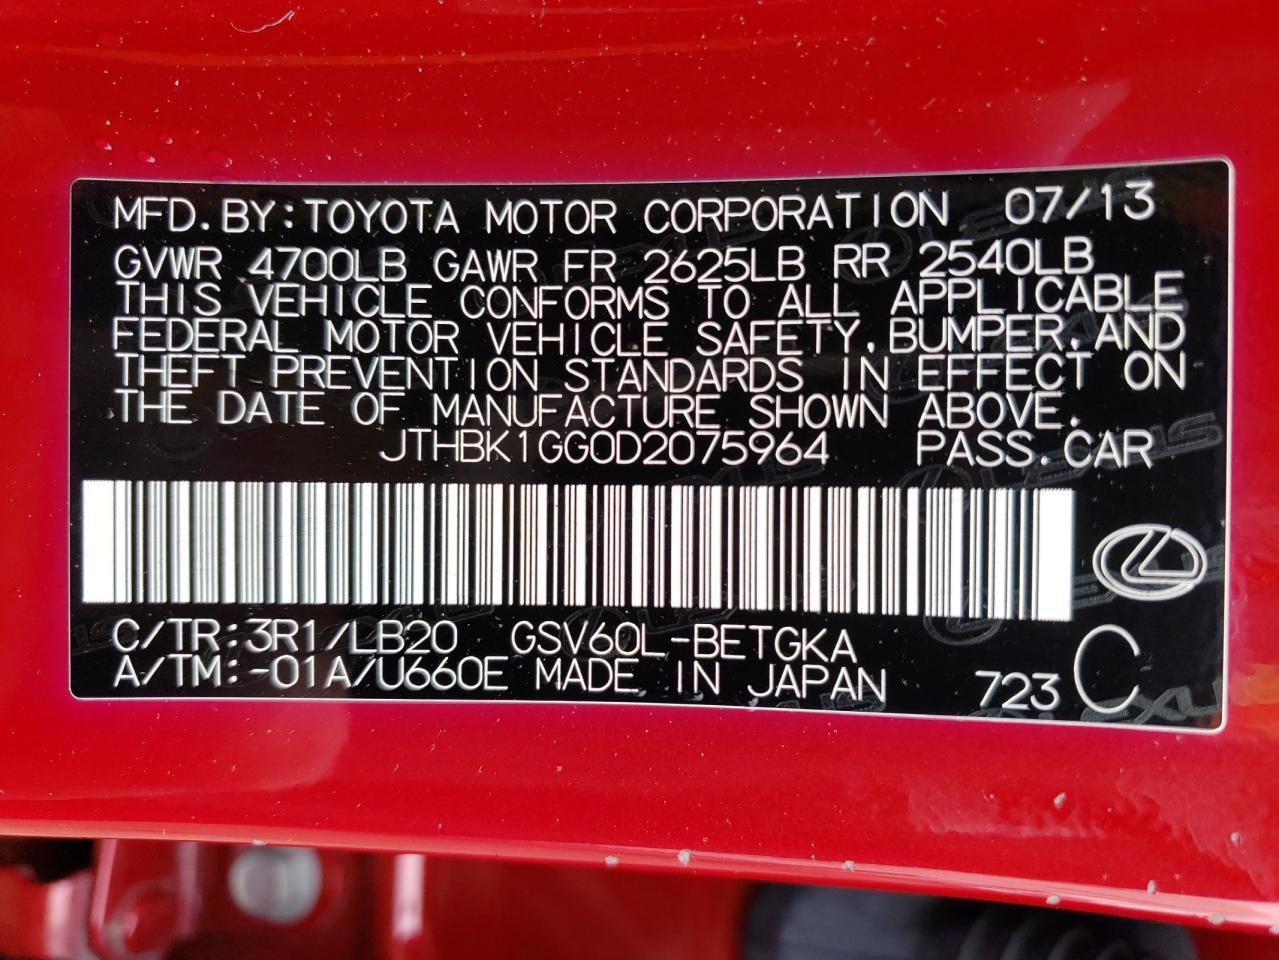 MFD.BY:TOYOTA MOTOR CORPORATION 07/13
GVWR 4700LB GAWR FR 2625LB RR 2540LB
THIS VEHICLE CONFORMS TO ALL APPLICABLE
FEDERAL MOTOR VEHICLE SAFETY,BUMPER,AND
THEFT PREVENTION STANDARDS IN EFFECT ON
THE DATE OF MANUFACTURE SHOWN ABOVE.
JTHBK1GG0D2075964 PASS.CAR
C/TR:3R1/LB20 GSV60L-BETGKA
A/TM:-01A/U660E MADE IN JAPAN 723 C